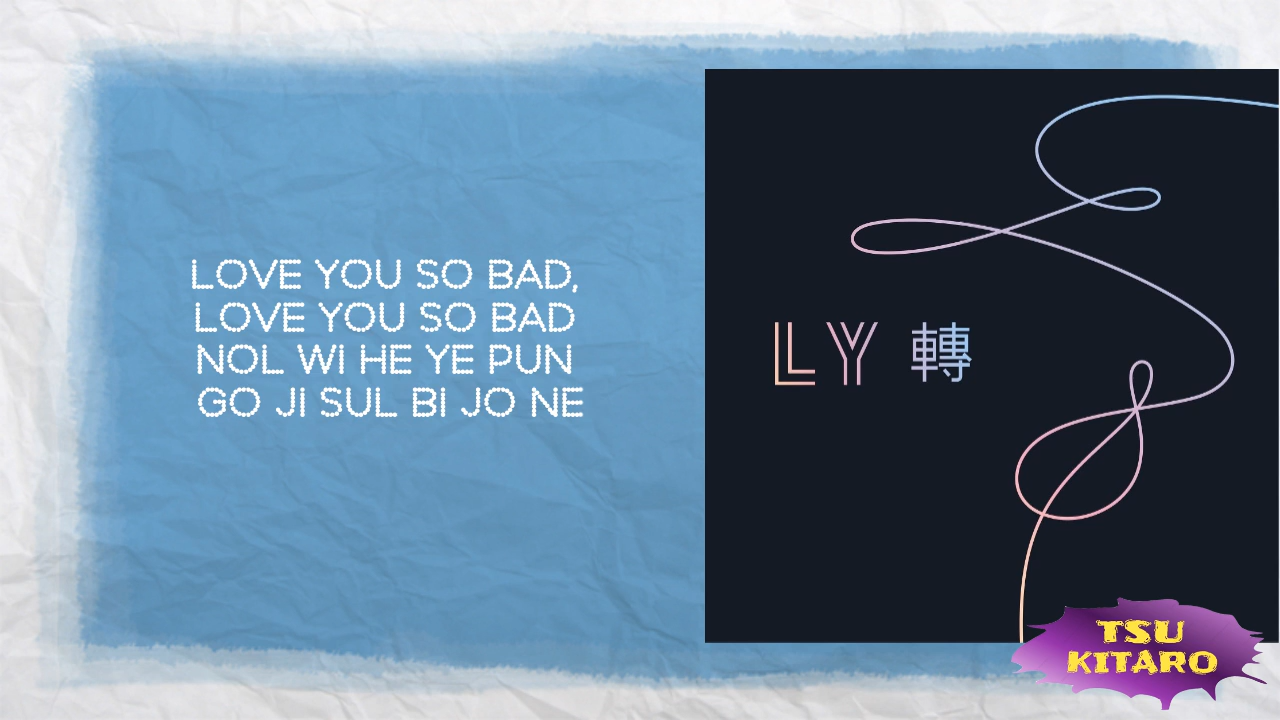 LOVE YOU SO BAD,
LOVE YOU SO BAD
NOL Wi HE YE PUN
GO Ji SUL Bi JO NE
LY 轉
TSU
KITARO